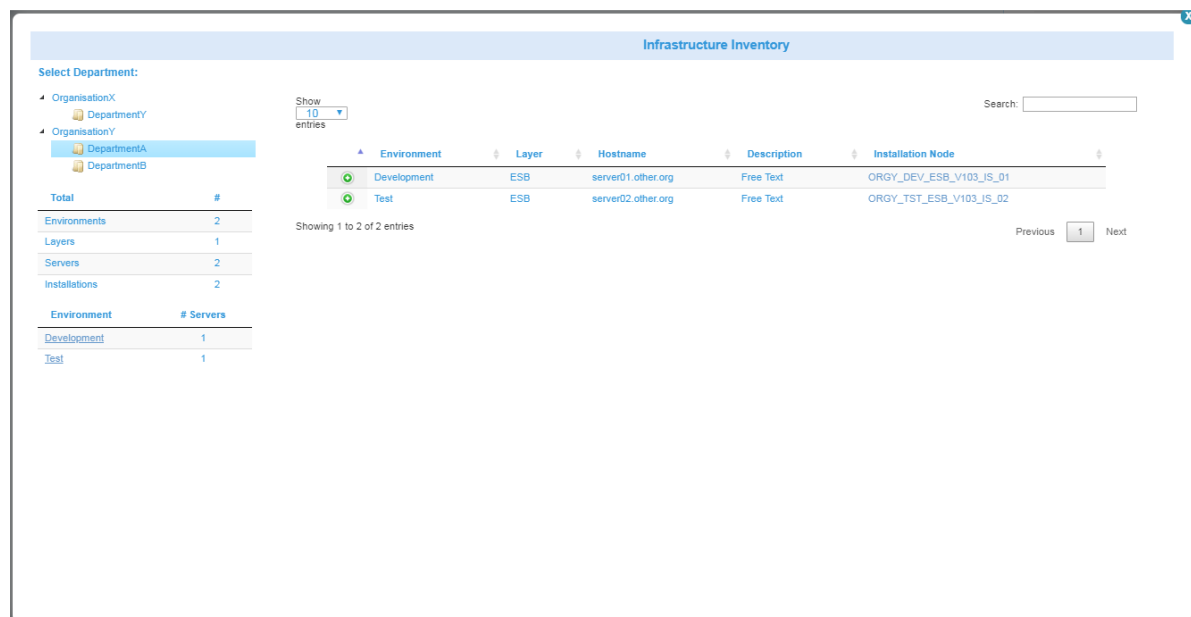 X
Infrastructure Inventory
Select Department:
OrganisationX
DepartmentY
OrganisationY
DepartmentA
DepartmentB
Total #
Environments 2
Layers 1
Servers 2
Installations 2
Environment # Servers
Development 1
Test 1
Show
10
entries
Search:
Environment Layer Hostname Description Installation Node
Development ESB server01.other.org Free Text ORGY_DEV_ESB_V103_IS_01
Test ESB server02.other.org Free Text ORGY_TST_ESB_V103_IS_02
Showing 1 to 2 of 2 entries
Previous 1 Next